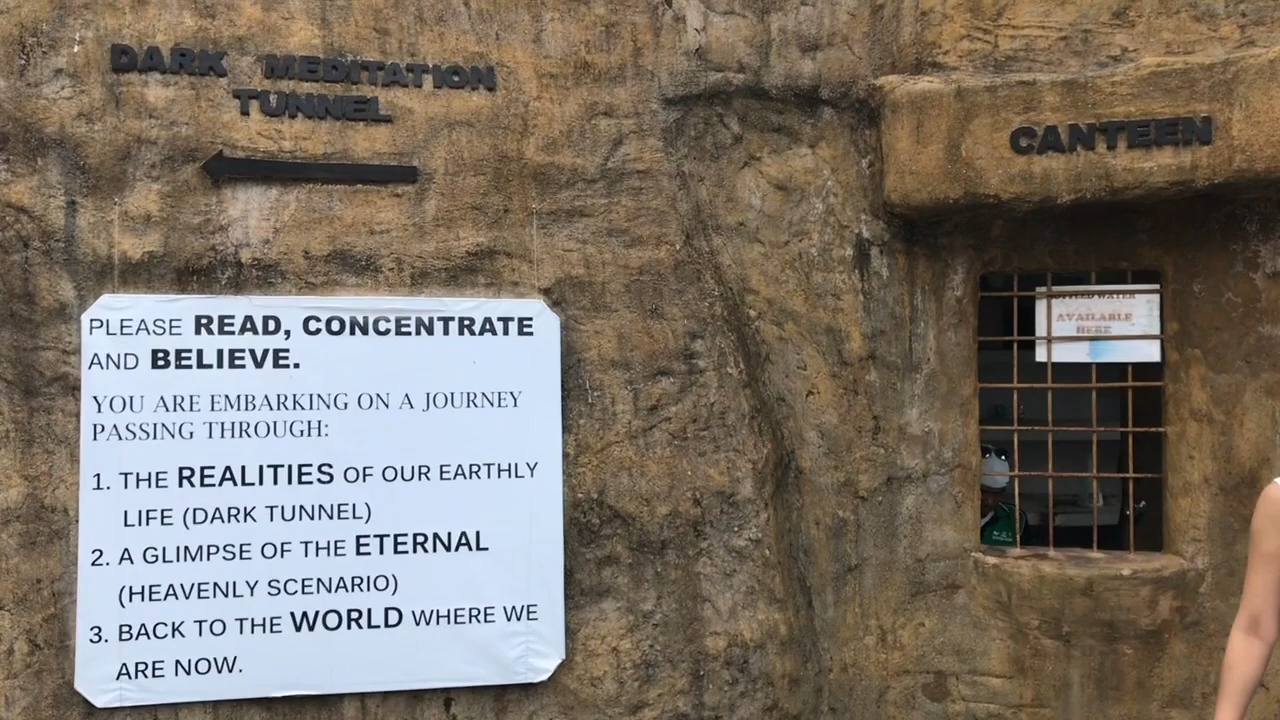 DARK MEDITATION
TUNNEL
CANTEEN
PLEASE READ, CONCENTRATE
AND BELIEVE.
YOU ARE EMBARKING ON A JOURNEY
PASSING THROUGH:
1. THE REALITIES OF OUR EARTHLY
LIFE (DARK TUNNEL)
2. A GLIMPSE OF THE ETERNAL
(HEAVENLY SCENARIO)
3. BACK TO THE WORLD WHERE WE
ARE NOW.
BOTTLED WATER
AVAILABLE
HERE